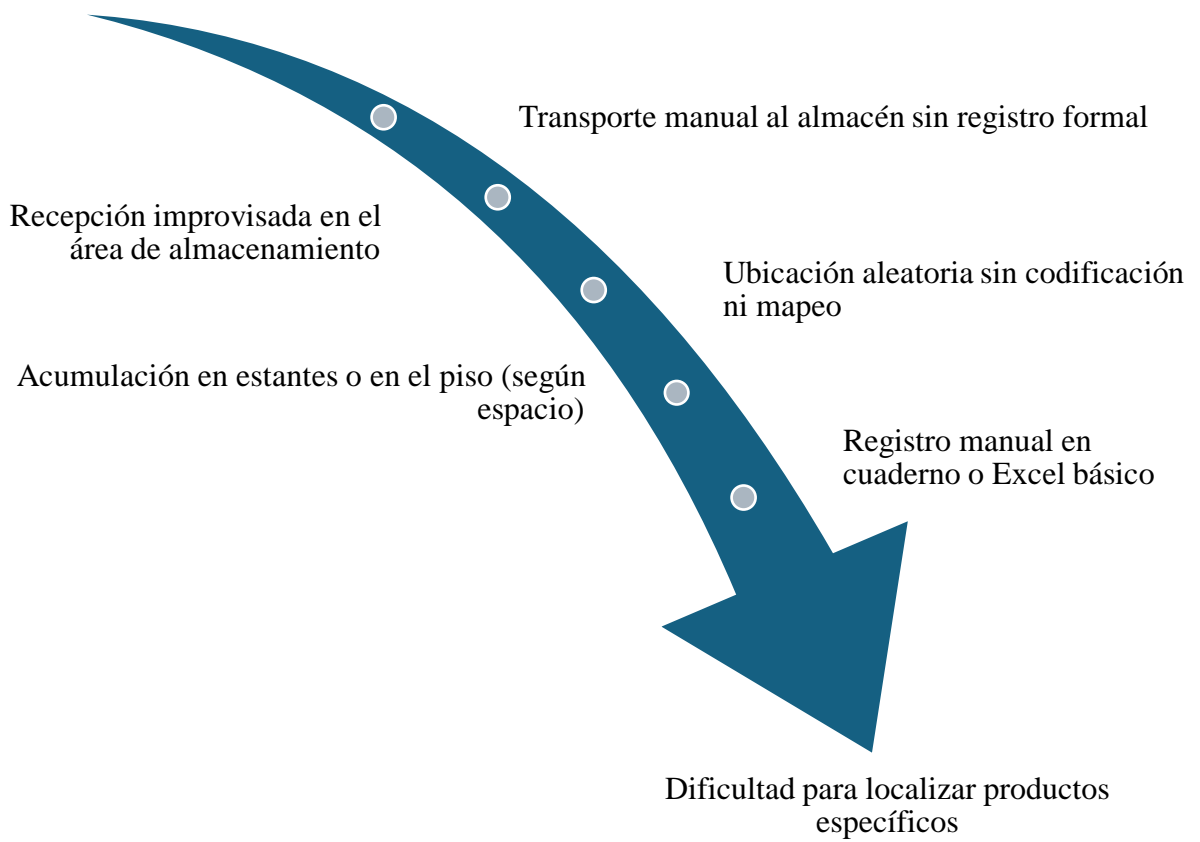 Transporte manual al almacén sin registro formal
Recepción improvisada en el
área de almacenamiento
Ubicación aleatoria sin codificación
ni mapeo
Acumulación en estantes o en el piso (según
espacio)
Registro manual en
cuaderno o Excel básico
Dificultad para localizar productos
específicos